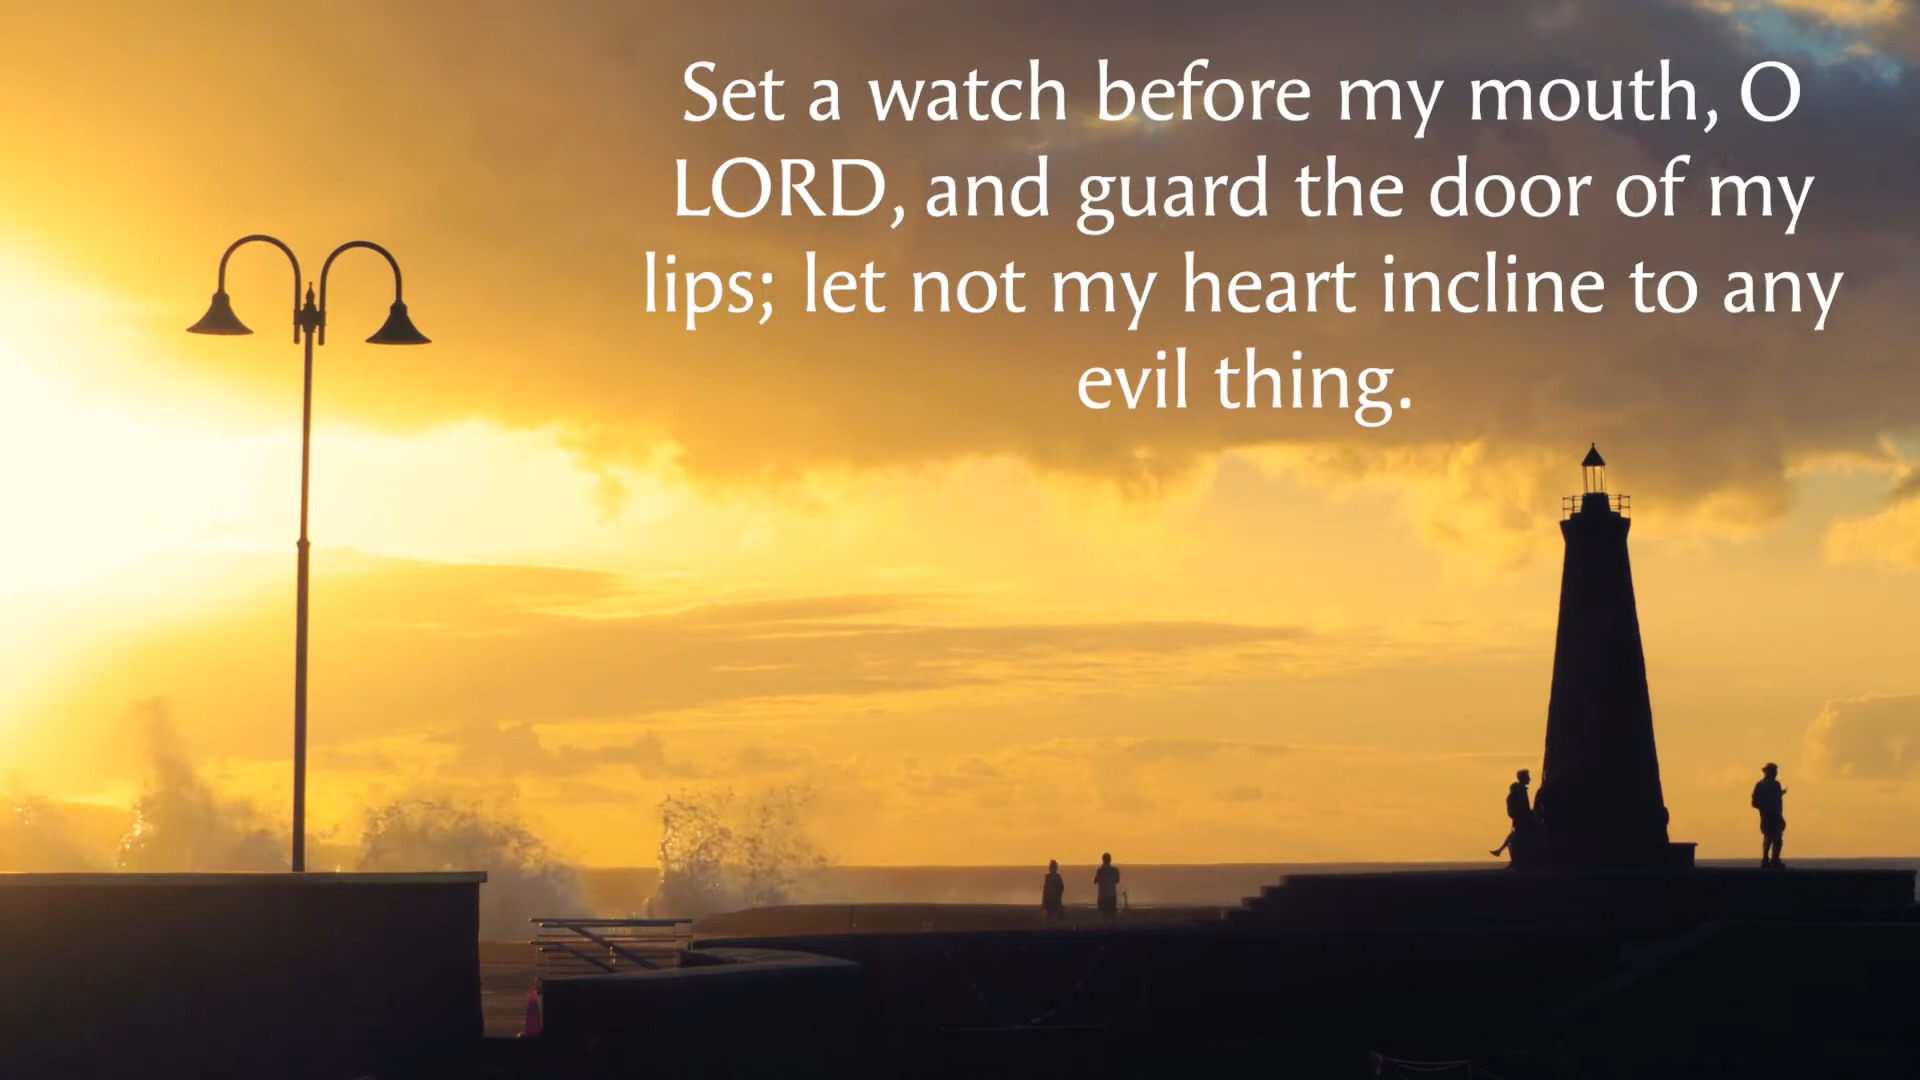 Set a watch before my mouth, O
LORD, and guard the door of my
lips; let not my heart incline to any
evil thing.